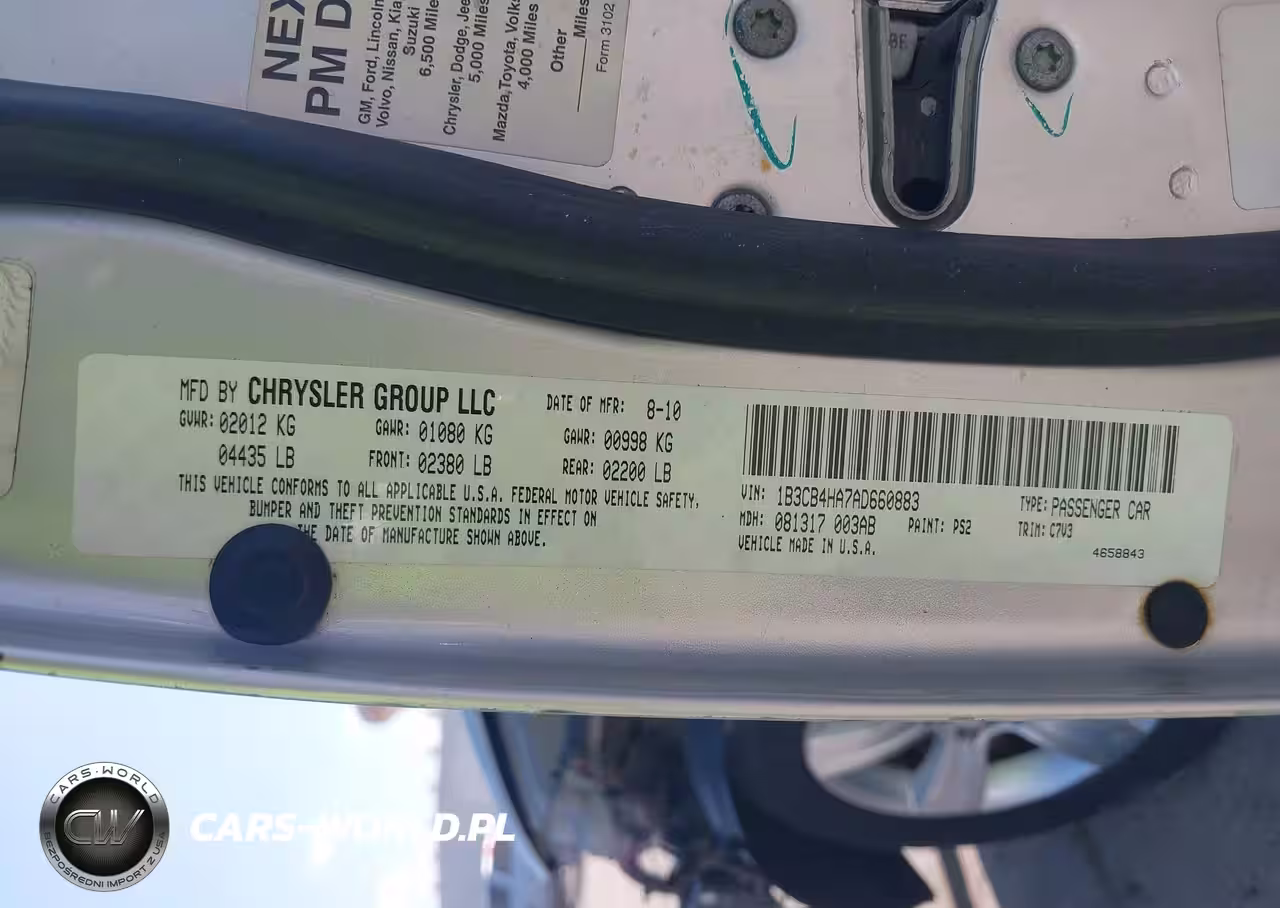 NEX
PM D
GM, Ford, Lincoln
Volvo, Nissan, Kia
Suzuki
6,500 Mile
Chrysler, Dodge, Jee
5,000 Miles
Mazda, Toyota, Volks
4,000 Miles
Other
Miles
Form 3102
MFD BY CHRYSLER GROUP LLC
DATE OF MFR: 8-10
GVWR: 02012 KG GAWR: 01080 KG GAWR: 00998 KG
04435 LB FRONT: 02380 LB REAR: 02200 LB
THIS VEHICLE CONFORMS TO ALL APPLICABLE U.S.A. FEDERAL MOTOR VEHICLE SAFETY,
BUMPER AND THEFT PREVENTION STANDARDS IN EFFECT ON
THE DATE OF MANUFACTURE SHOWN ABOVE.
VIN: 1B3CB4HA7AD660883 TYPE: PASSENGER CAR
MDH: 081317 003AB PAINT: PS2 TRIM: C7V3
VEHICLE MADE IN U.S.A.
4658843
CARS-WORLD
CW
BEZPOŚREDNI IMPORT Z USA
CARS-WORLD.PL